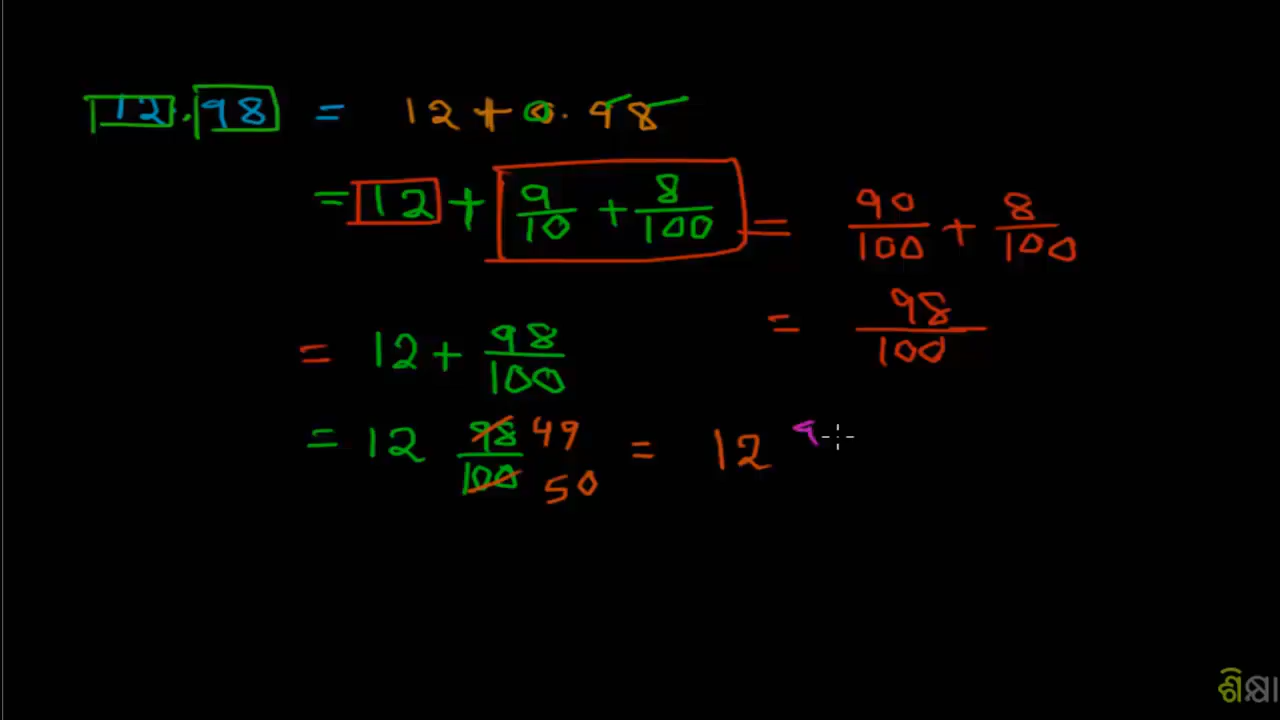 12.98 = 12 + 0.98
= 12 + 9/10 + 8/100 = 90/100 + 8/100
= 98/100
= 12 + 98/100
= 12 98/100 49/50 = 12 9
ଶିକ୍ଷା